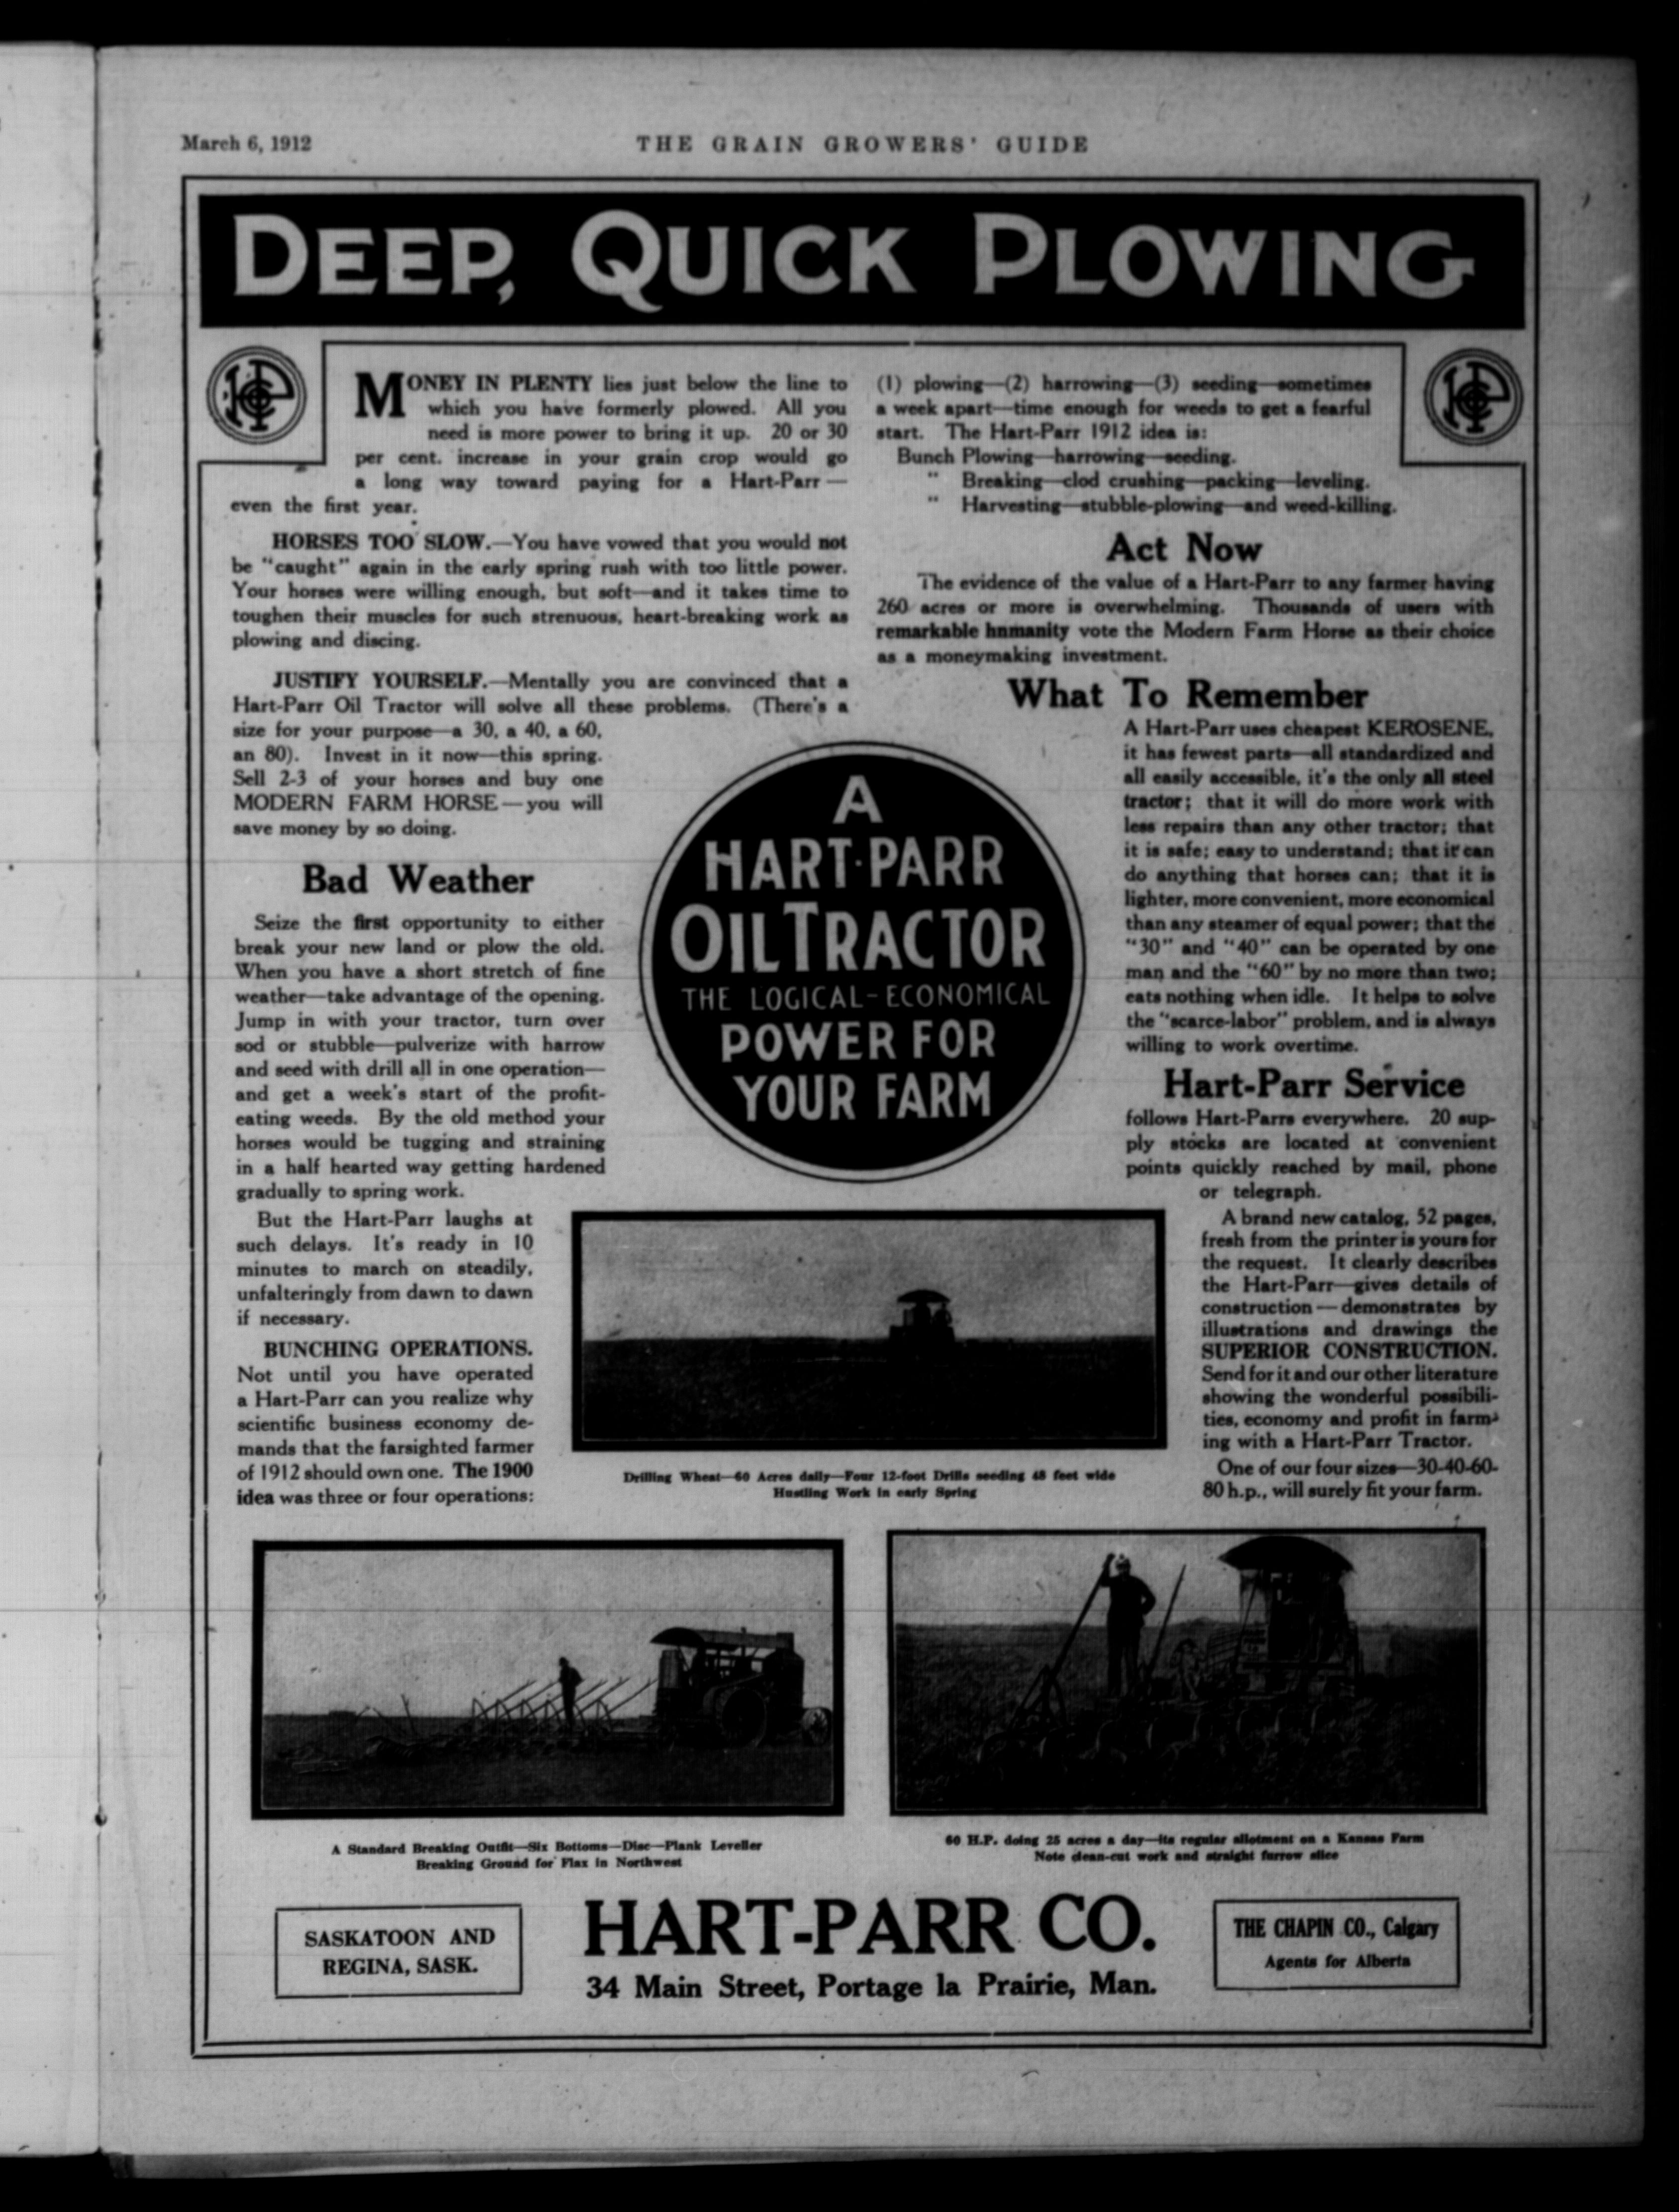 March 6, 1912
THE GRAIN GROWERS' GUIDE
DEEP, QUICK PLOWING
MONEY IN PLENTY lies just below the line to
which you have formerly plowed. All you
need is more power to bring it up. 20 or 30
per cent. increase in your grain crop would go
a long way toward paying for a Hart-Parr—
even the first year.
HORSES TOO SLOW.—You have vowed that you would not
be "caught" again in the early spring rush with too little power.
Your horses were willing enough, but soft—and it takes time to
toughen their muscles for such strenuous, heart-breaking work as
plowing and discing.
JUSTIFY YOURSELF.—Mentally you are convinced that a
Hart-Parr Oil Tractor will solve all these problems. (There's a
size for your purpose—a 30, a 40, a 60,
an 80). Invest in it now—this spring.
Sell 2-3 of your horses and buy one
MODERN FARM HORSE—you will
save money by so doing.
Bad Weather
Seize the first opportunity to either
break your new land or plow the old.
When you have a short stretch of fine
weather—take advantage of the opening.
Jump in with your tractor, turn over
sod or stubble—pulverize with harrow
and seed with drill all in one operation—
and get a week's start of the profit-
eating weeds. By the old method your
horses would be tugging and straining
in a half hearted way getting hardened
gradually to spring work.
But the Hart-Parr laughs at
such delays. It's ready in 10
minutes to march on steadily,
unfalteringly from dawn to dawn
if necessary.
BUNCHING OPERATIONS.
Not until you have operated
a Hart-Parr can you realize why
scientific business economy de-
mands that the farsighted farmer
of 1912 should own one. The 1900
idea was three or four operations:
(1) plowing—(2) harrowing—(3) seeding—sometimes
a week apart—time enough for weeds to get a fearful
start. The Hart-Parr 1912 idea is:
Bunch Plowing—harrowing—seeding.
" Breaking—clod crushing—packing—leveling.
" Harvesting—stubble-plowing—and weed-killing.
Act Now
The evidence of the value of a Hart-Parr to any farmer having
260 acres or more is overwhelming. Thousands of users with
remarkable hnmanity vote the Modern Farm Horse as their choice
as a moneymaking investment.
What To Remember
A Hart-Parr uses cheapest KEROSENE,
it has fewest parts—all standardized and
all easily accessible, it's the only all steel
tractor; that it will do more work with
less repairs than any other tractor; that
it is safe; easy to understand; that it can
do anything that horses can; that it is
lighter, more convenient, more economical
than any steamer of equal power; that the
"30" and "40" can be operated by one
man and the "60" by no more than two;
eats nothing when idle. It helps to solve
the "scarce-labor" problem, and is always
willing to work overtime.
Hart-Parr Service
follows Hart-Parrs everywhere. 20 sup-
ply stocks are located at convenient
points quickly reached by mail, phone
or telegraph.
A brand new catalog, 52 pages,
fresh from the printer is yours for
the request. It clearly describes
the Hart-Parr—gives details of
construction—demonstrates by
illustrations and drawings the
SUPERIOR CONSTRUCTION.
Send for it and our other literature
showing the wonderful possibili-
ties, economy and profit in farm-
ing with a Hart-Parr Tractor.
One of our four sizes—30-40-60-
80 h.p., will surely fit your farm.
A
HART-PARR
OIL TRACTOR
THE LOGICAL-ECONOMICAL
POWER FOR
YOUR FARM
Drilling Wheat—60 Acres daily—Four 12-foot Drills seeding 48 feet wide
Hustling Work in early Spring
A Standard Breaking Outfit—Six Bottoms—Disc—Plank Leveller
Breaking Ground for Flax in Northwest
60 H.P. doing 25 acres a day—its regular allotment on a Kansas Farm
Note clean-cut work and straight furrow slice
SASKATOON AND
REGINA, SASK.
HART-PARR CO.
34 Main Street, Portage la Prairie, Man.
THE CHAPIN CO., Calgary
Agents for Alberta